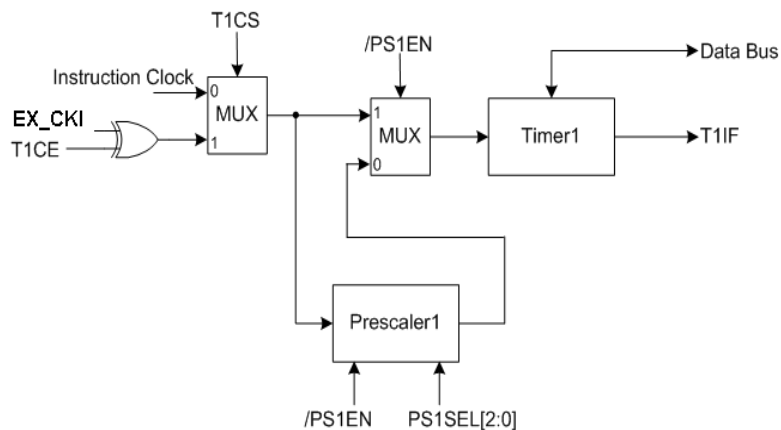 T1CS
/PS1EN
Instruction Clock
0
MUX
1
EX_CKI
T1CE
1
MUX
0
Timer1
Data Bus
T1IF
Prescaler1
/PS1EN
PS1SEL[2:0]